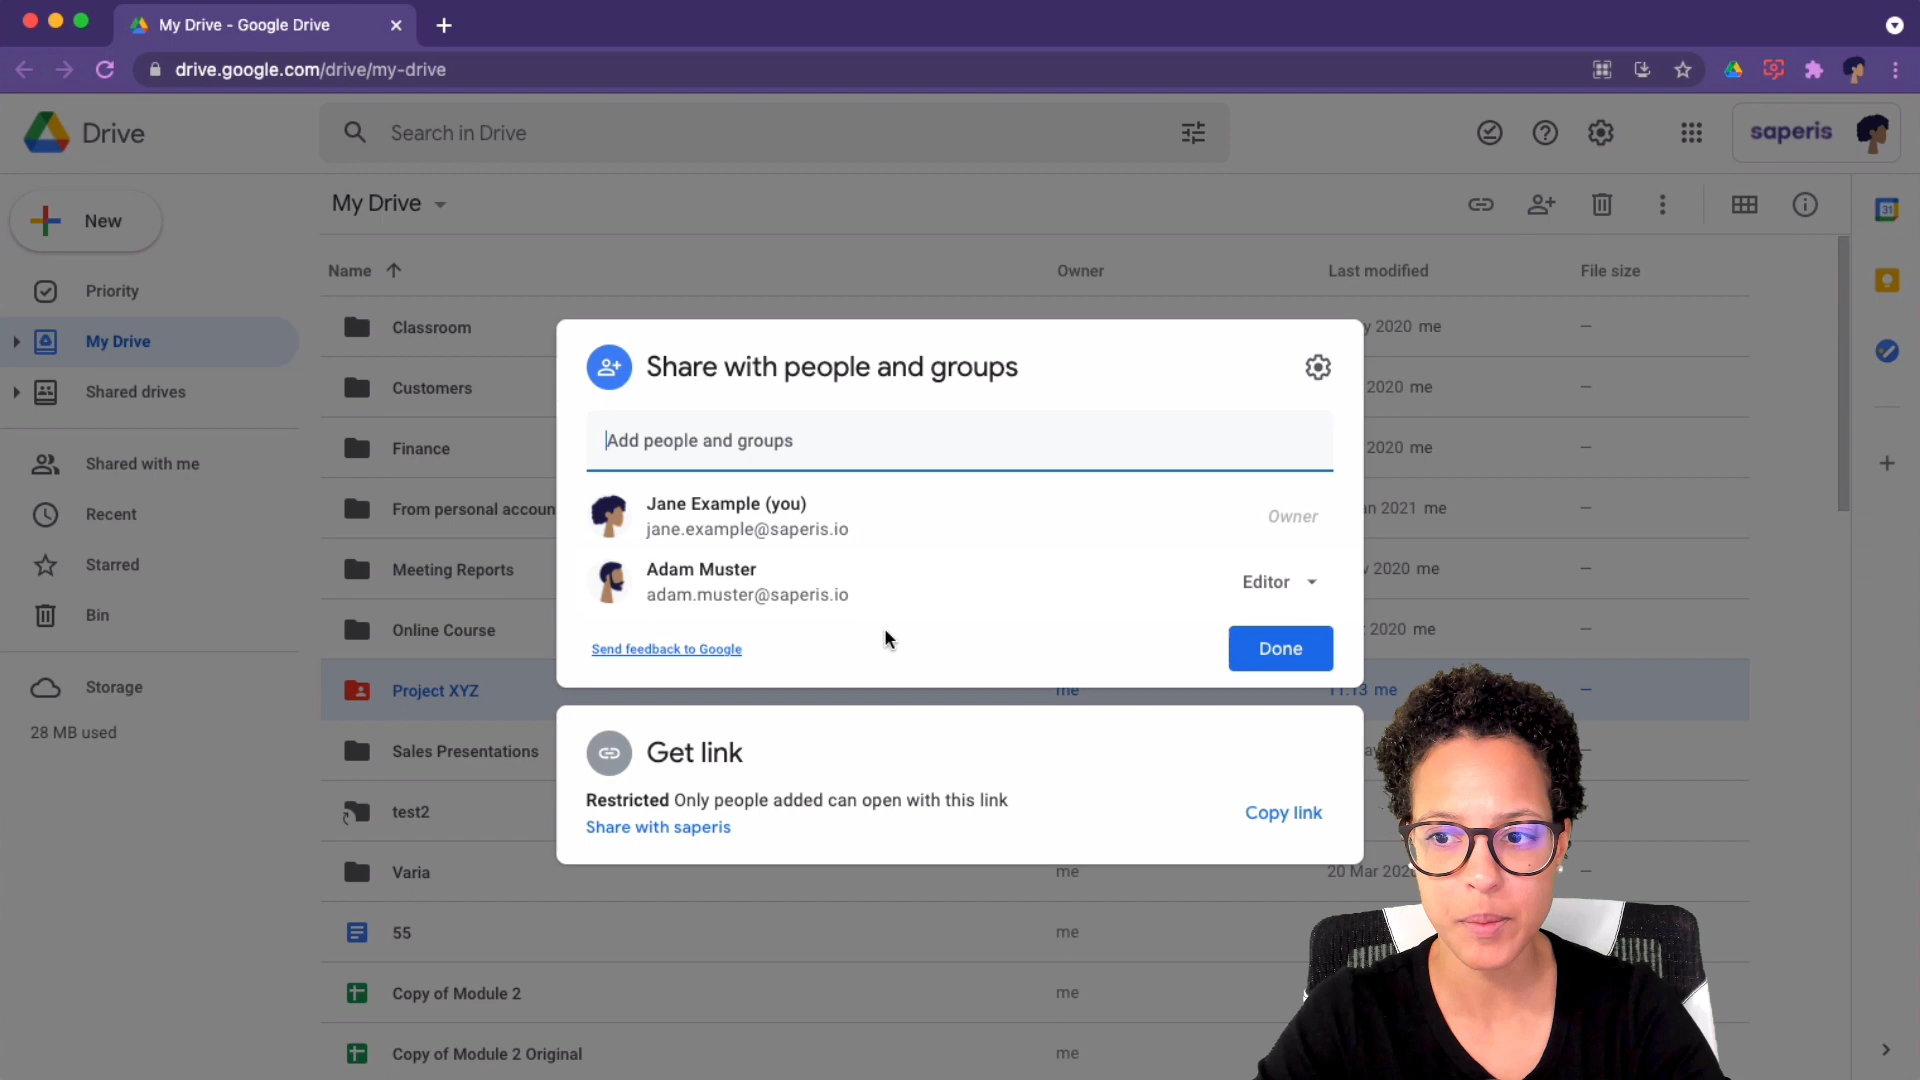 My Drive - Google Drive
drive.google.com/drive/my-drive
Drive
Search in Drive
saperis
New
My Drive
Priority
My Drive
Shared drives
Shared with me
Recent
Starred
Bin
Storage
28 MB used
Name
Owner
Last modified
File size
Classroom
y 2020 me
–
Customers
2020 me
–
Finance
2020 me
–
From personal accoun
n 2021 me
–
Meeting Reports
v 2020 me
–
Online Course
2020 me
–
Project XYZ
me
11:13 me
–
Sales Presentations
test2
Varia
me
20 Mar 202
–
55
me
Copy of Module 2
me
Copy of Module 2 Original
me
Share with people and groups
Add people and groups
Jane Example (you)
jane.example@saperis.io
Owner
Adam Muster
adam.muster@saperis.io
Editor
Send feedback to Google
Done
Get link
Restricted Only people added can open with this link
Share with saperis
Copy link
31